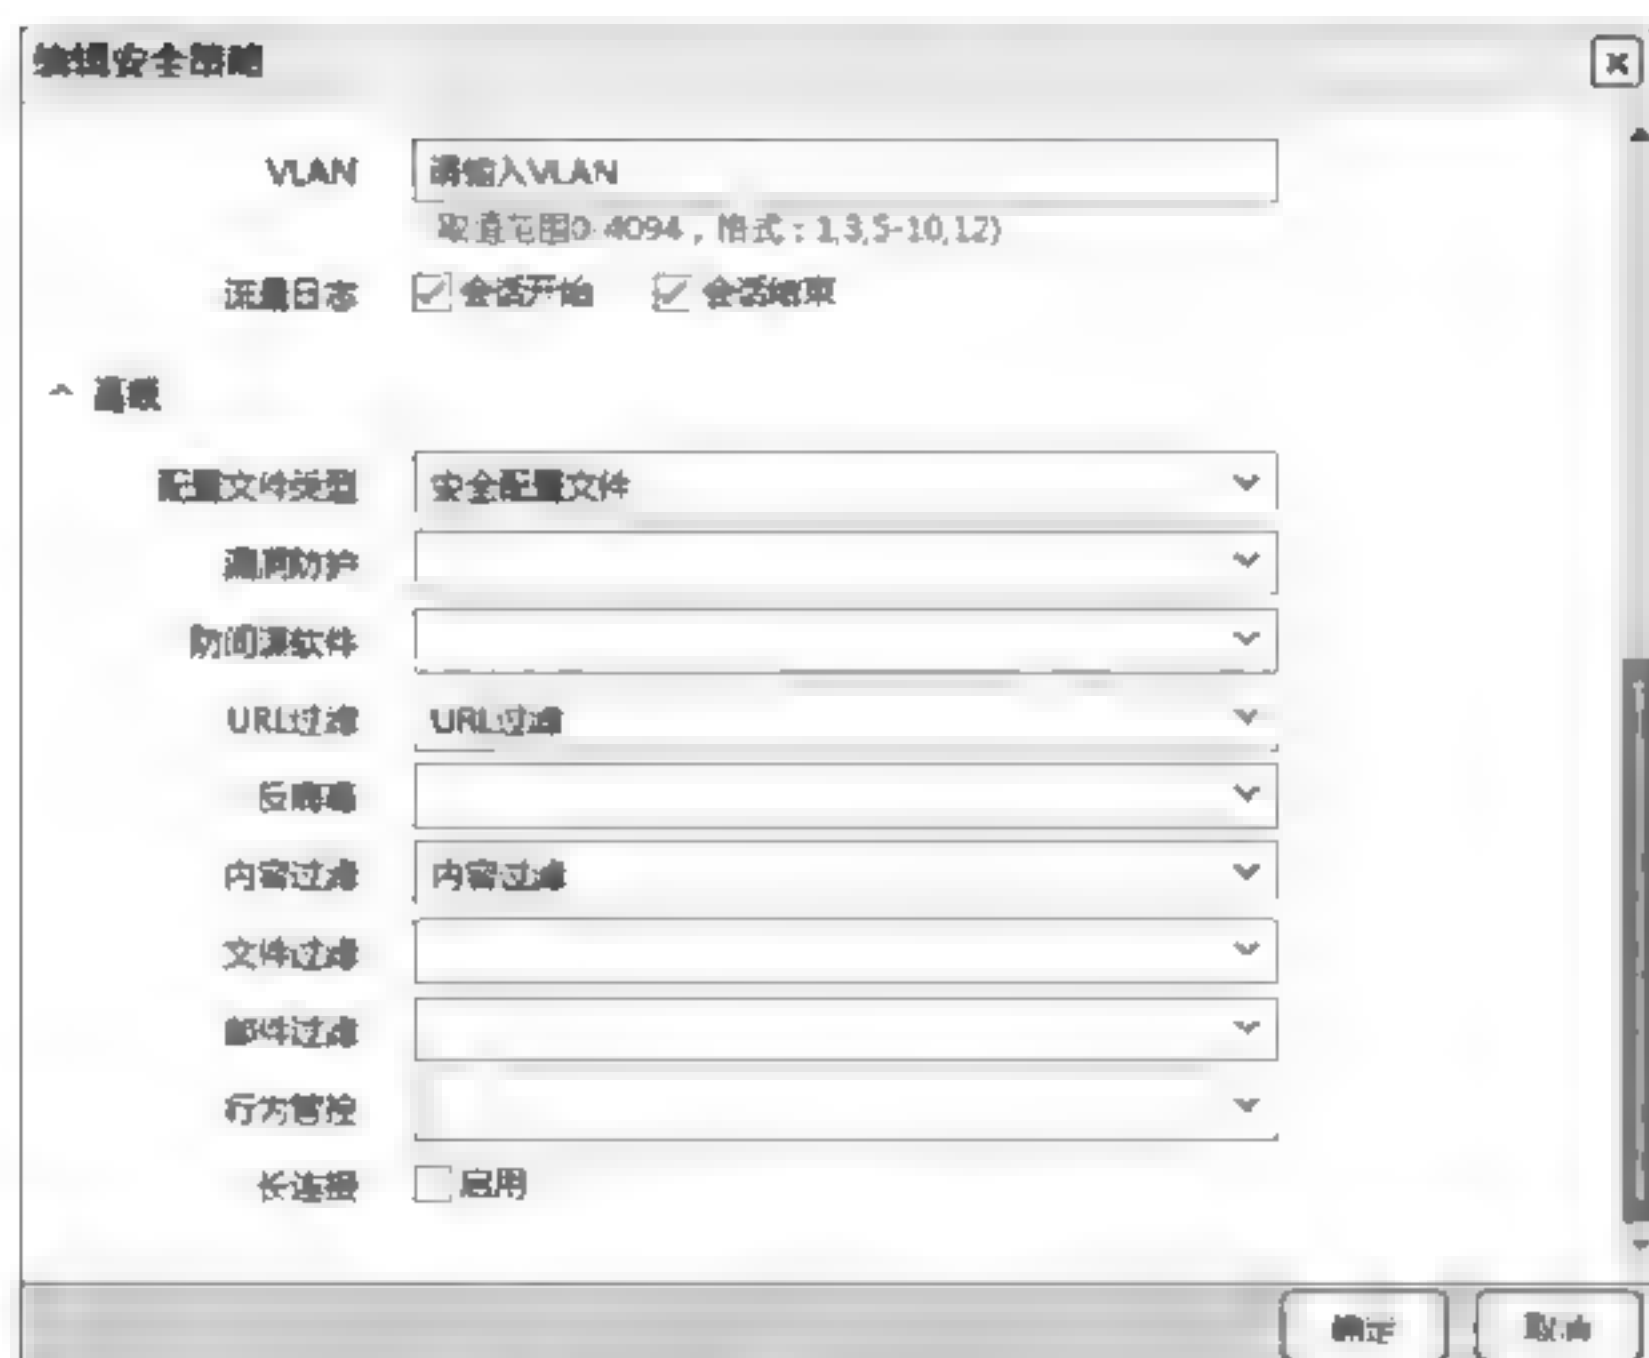 编辑安全策略
VLAN 请输入VLAN
取值范围0-4094，格式：1,3,5-10,12)
流量日志 会话开始 会话结束
高级
配置文件类型 安全配置文件
漏洞防护
防间谍软件
URL过滤 URL过滤
反病毒
内容过滤 内容过滤
文件过滤
邮件过滤
行为管控
长连接 启用
确定 取消